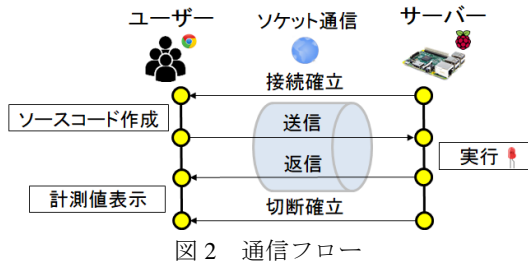 ユーザー
ソケット通信
サーバー
接続確立
ソースコード作成
送信
返信
実行
計測値表示
切断確立
図2 通信フロー